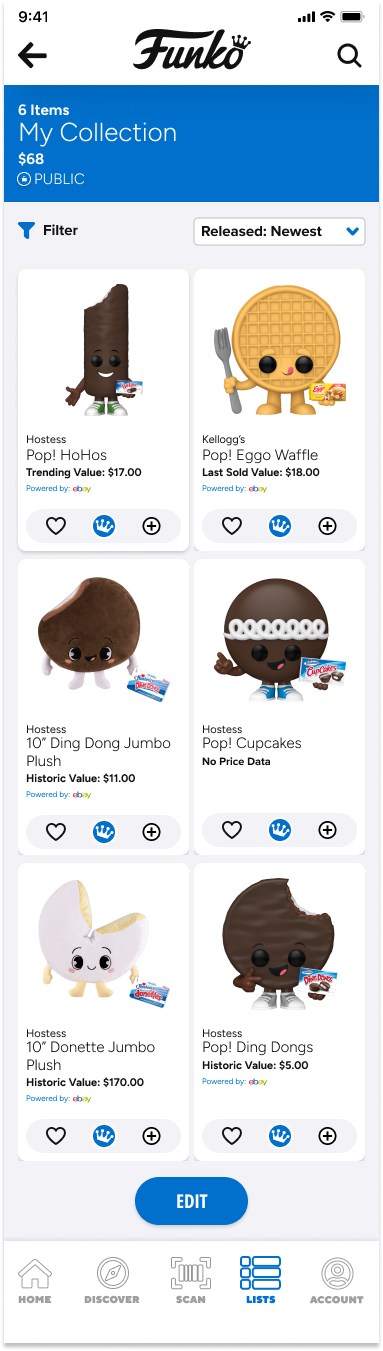 9:41
Funko
6 Items
My Collection
$68
PUBLIC
Filter
Released: Newest
Hostess
Pop! HoHos
Trending Value: $17.00
Powered by: ebay
Kellogg's
Pop! Eggo Waffle
Last Sold Value: $18.00
Powered by: ebay
Hostess
10” Ding Dong Jumbo
Plush
Historic Value: $11.00
Powered by: ebay
Hostess
CupCakes
Hostess
Pop! Cupcakes
No Price Data
Hostess
10” Donette Jumbo
Plush
Historic Value: $170.00
Powered by: ebay
Ding Dongs
Hostess
Pop! Ding Dongs
Historic Value: $5.00
Powered by: ebay
EDIT
HOME
DISCOVER
SCAN
LISTS
ACCOUNT